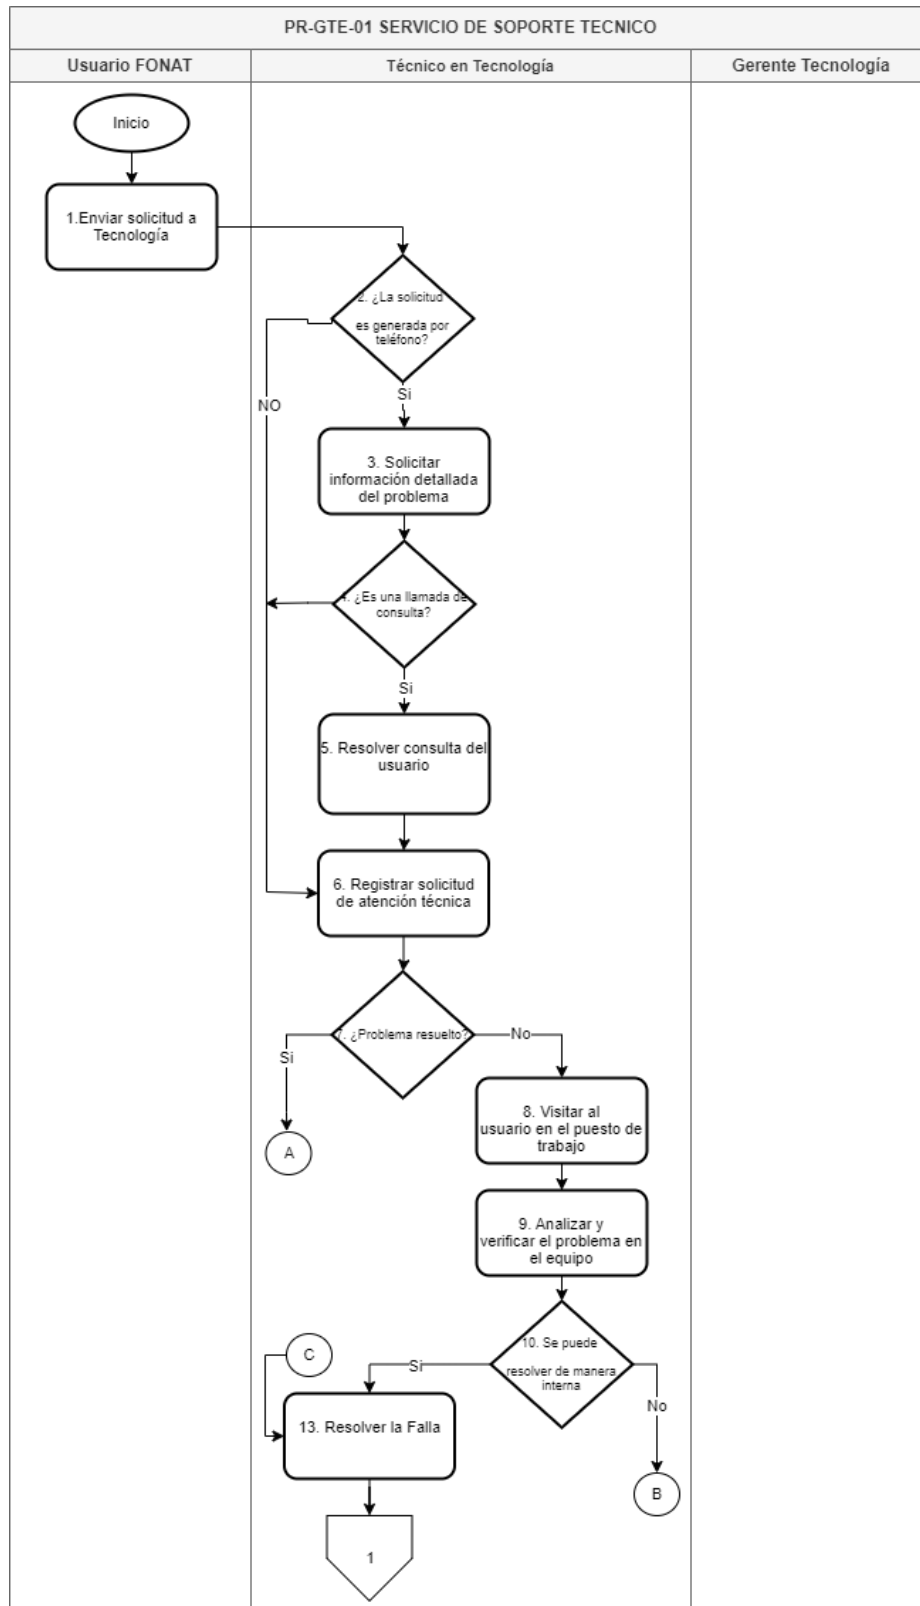 PR-GTE-01 SERVICIO DE SOPORTE TECNICO
Usuario FONAT
Técnico en Tecnología
Gerente Tecnología
Inicio
1.Enviar solicitud a
Tecnología
2. ¿La solicitud
es generada por
teléfono?
NO
Si
3. Solicitar
información detallada
del problema
4. ¿Es una llamada de
consulta?
Si
5. Resolver consulta del
usuario
6. Registrar solicitud
de atención técnica
7. ¿Problema resuelto?
Si
No
A
8. Visitar al
usuario en el puesto de
trabajo
9. Analizar y
verificar el problema en
el equipo
10. Se puede
resolver de manera
interna
C
Si
No
13. Resolver la Falla
B
1